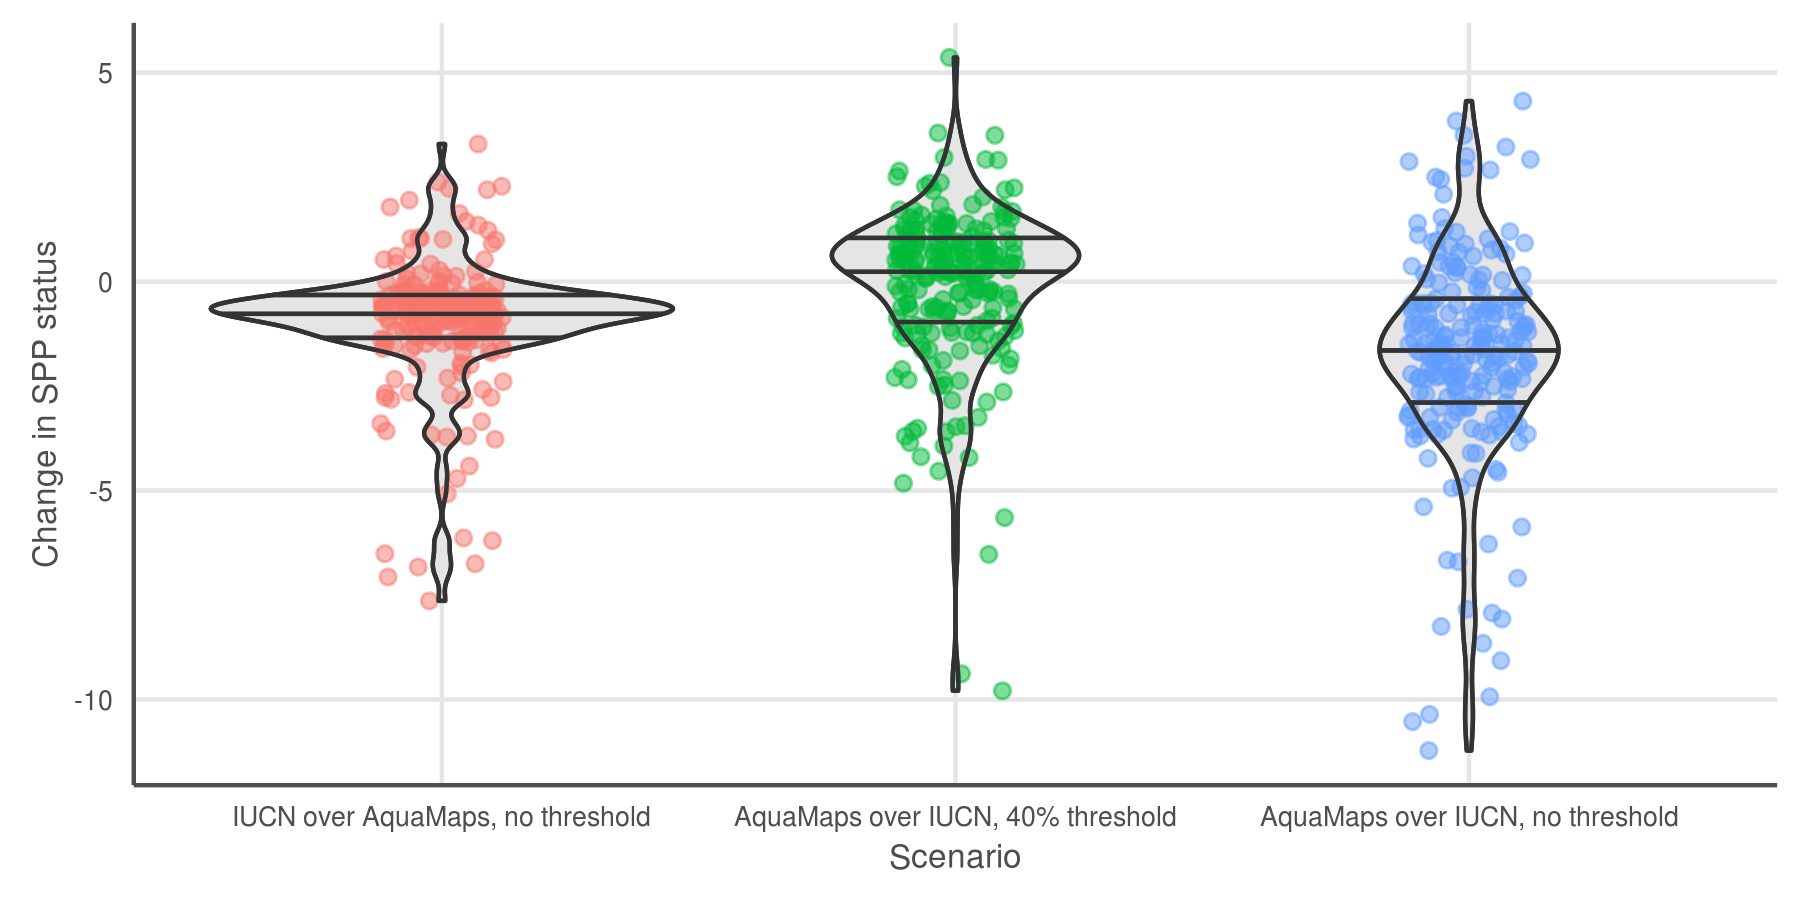 Change in SPP status
5
0
-5
-10
IUCN over AquaMaps, no threshold
AquaMaps over IUCN, 40% threshold
AquaMaps over IUCN, no threshold
Scenario